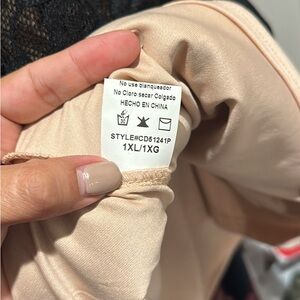 No use blanqueador
No Cloro secar Colgado
HECHO EN CHINA
STYLE#CD61241P
1XL/1XG